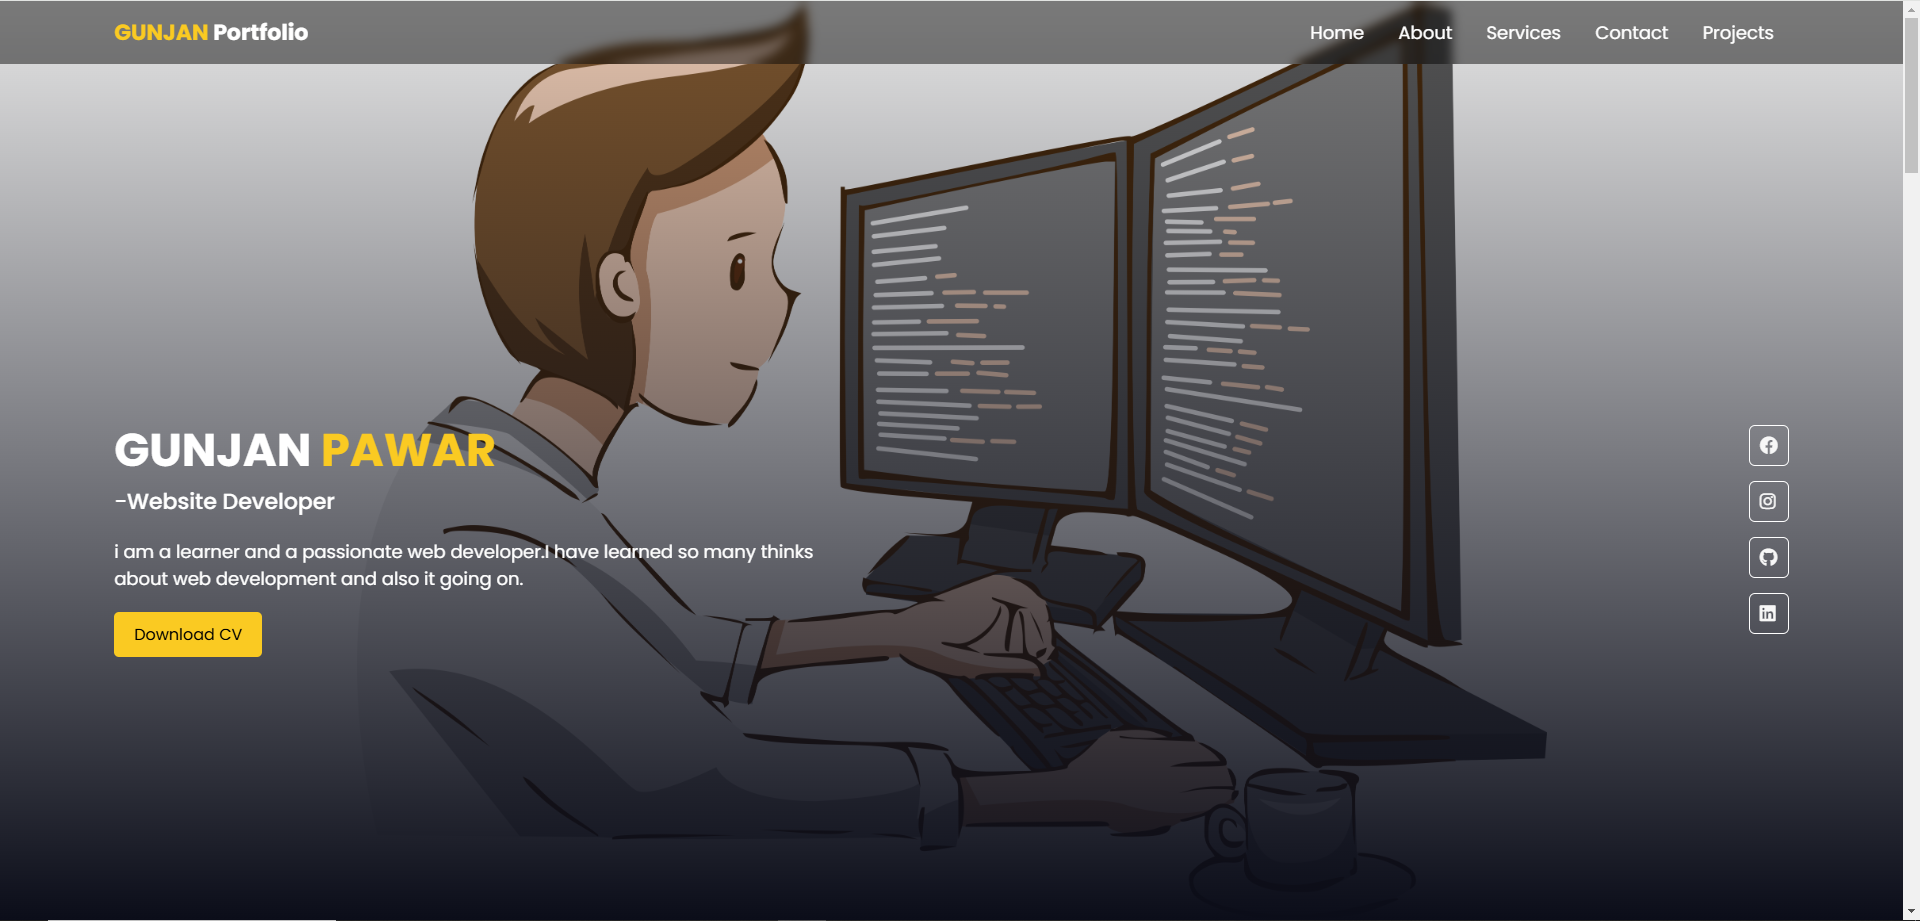 GUNJAN Portfolio
Home About Services Contact Projects
GUNJAN PAWAR
-Website Developer
i am a learner and a passionate web developer.I have learned so many thinks
about web development and also it going on.
Download CV